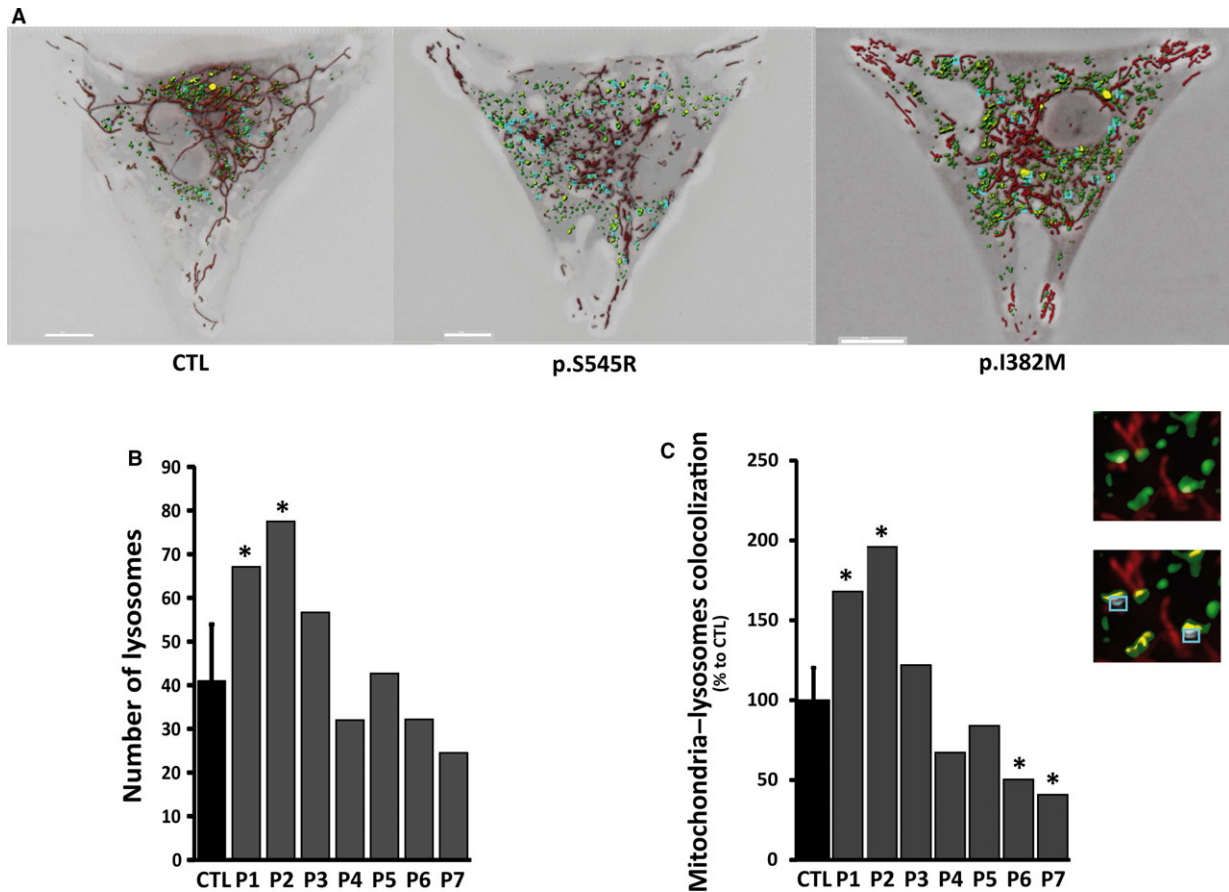 A
CTL
p.S545R
p.I382M
B
Number of lysosomes
90
80
70
60
50
40
30
20
10
0
* *
CTL P1 P2 P3 P4 P5 P6 P7
C
Mitochondria–lysosomes colocolization
(% to CTL)
250
200
150
100
50
0
* * * *
CTL P1 P2 P3 P4 P5 P6 P7